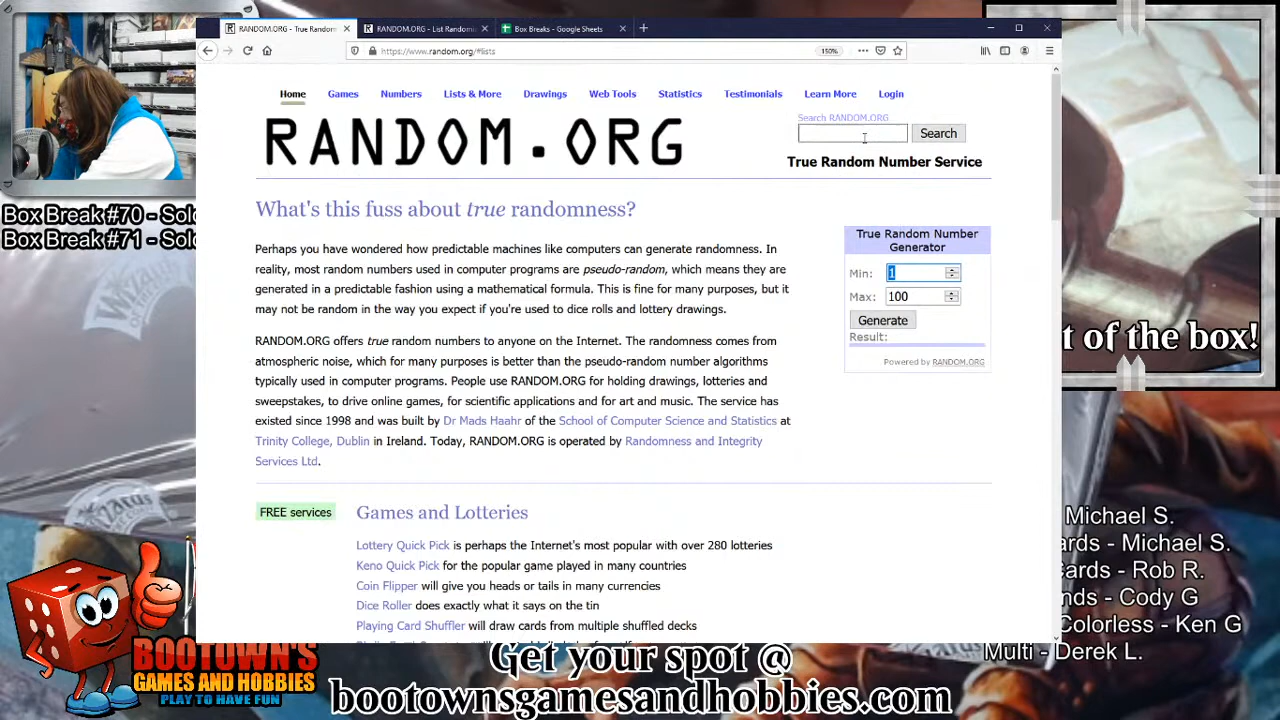 RANDOM.ORG - True Random
RANDOM.ORG - List Randomi
Box Breaks - Google Sheets
https://www.random.org/#lists
150%
Home
Games
Numbers
Lists & More
Drawings
Web Tools
Statistics
Testimonials
Learn More
Login
RANDOM.ORG
Search RANDOM.ORG
Search
True Random Number Service
What's this fuss about true randomness?
Perhaps you have wondered how predictable machines like computers can generate randomness. In
reality, most random numbers used in computer programs are pseudo-random, which means they are
generated in a predictable fashion using a mathematical formula. This is fine for many purposes, but it
may not be random in the way you expect if you're used to dice rolls and lottery drawings.
RANDOM.ORG offers true random numbers to anyone on the Internet. The randomness comes from
atmospheric noise, which for many purposes is better than the pseudo-random number algorithms
typically used in computer programs. People use RANDOM.ORG for holding drawings, lotteries and
sweepstakes, to drive online games, for scientific applications and for art and music. The service has
existed since 1998 and was built by Dr Mads Haahr of the School of Computer Science and Statistics at
Trinity College, Dublin in Ireland. Today, RANDOM.ORG is operated by Randomness and Integrity
Services Ltd.
True Random Number
Generator
Min: 1
Max: 100
Generate
Result:
Powered by RANDOM.ORG
FREE services
Games and Lotteries
Lottery Quick Pick is perhaps the Internet's most popular with over 280 lotteries
Keno Quick Pick for the popular game played in many countries
Coin Flipper will give you heads or tails in many currencies
Dice Roller does exactly what it says on the tin
Playing Card Shuffler will draw cards from multiple shuffled decks
Box Break #70 - Solo
Box Break #71 - Solo
Wizards
t of the box!
Michael S.
ards - Michael S.
cards - Rob R.
nds - Cody G
Colorless - Ken G
Multi - Derek L.
BOOTOWN'S
GAMES AND HOBBIES
PLAY TO HAVE FUN
Get your spot @
bootownsgamesandhobbies.com